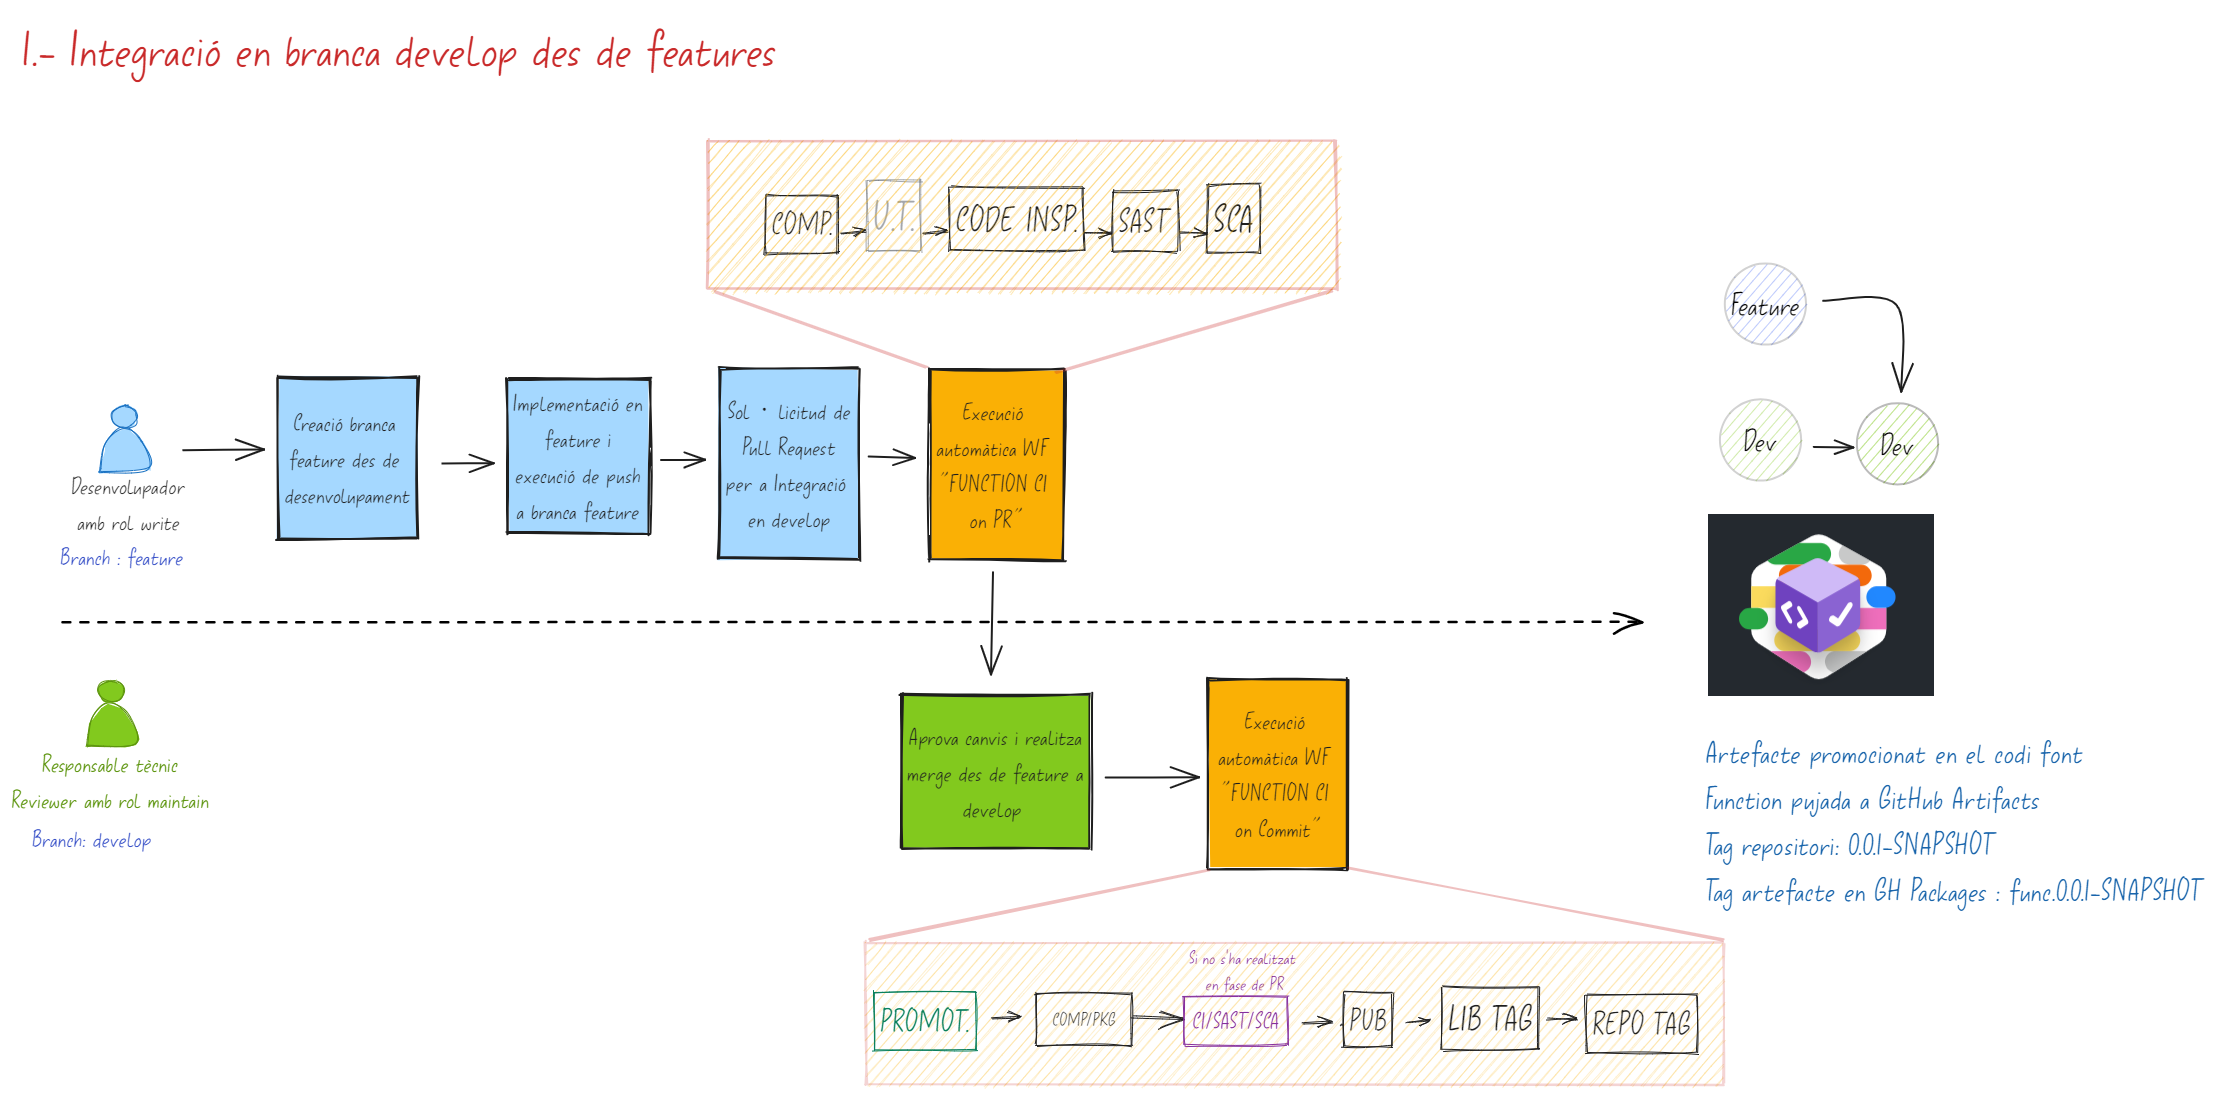 1.- Integració en branca develop des de features
COMP.
U.T.
CODE INSP.
SAST
SCA
Feature
Dev
Dev
Desenvolupador
amb rol write
Branch : feature
Creació branca
feature des de
desenvolupament
Implementació en
feature i
execució de push
a branca feature
Sol · licitud de
Pull Request
per a Integració
en develop
Execució
automàtica WF
"FUNCTION CI
on PR"
Responsable tècnic
Reviewer amb rol maintain
Branch: develop
Aprova canvis i realitza
merge des de feature a
develop
Execució
automàtica WF
"FUNCTION CI
on Commit"
Artefacte promocionat en el codi font
Function pujada a GitHub Artifacts
Tag repositori: 0.0.1-SNAPSHOT
Tag artefacte en GH Packages : func.0.0.1-SNAPSHOT
Si no s'ha realitzat
en fase de PR
PROMOT.
COMP/PKG
CI/SAST/SCA
PUB
LIB TAG
REPO TAG